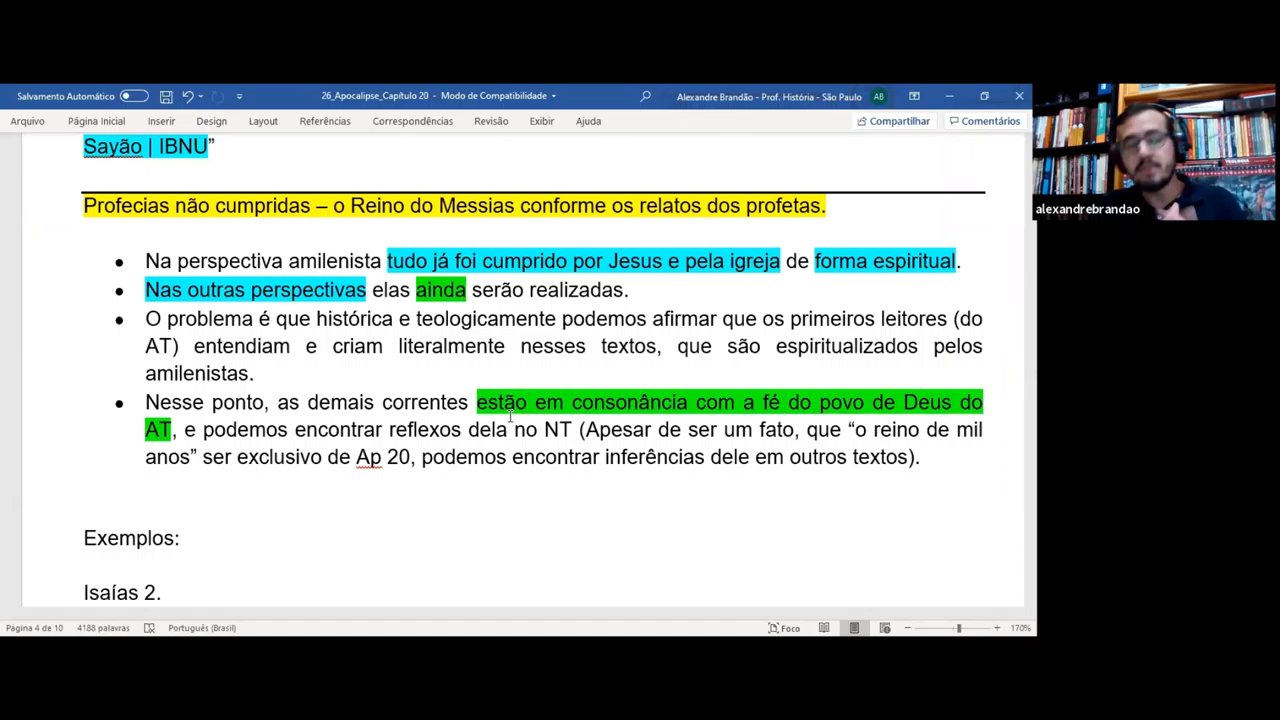 Salvamento Automático
26_Apocalipse_Capítulo 20 - Modo de Compatibilidade
Alexandre Brandão - Prof. História - São Paulo AB
Arquivo Página Inicial Inserir Design Layout Referências Correspondências Revisão Exibir Ajuda Compartilhar Comentários
Sayão | IBNU”
Profecias não cumpridas – o Reino do Messias conforme os relatos dos profetas.
• Na perspectiva amilenista tudo já foi cumprido por Jesus e pela igreja de forma espiritual.
• Nas outras perspectivas elas ainda serão realizadas.
• O problema é que histórica e teologicamente podemos afirmar que os primeiros leitores (do
AT) entendiam e criam literalmente nesses textos, que são espiritualizados pelos
amilenistas.
• Nesse ponto, as demais correntes estão em consonância com a fé do povo de Deus do
AT, e podemos encontrar reflexos dela no NT (Apesar de ser um fato, que “o reino de mil
anos” ser exclusivo de Ap 20, podemos encontrar inferências dele em outros textos).
Exemplos:
Isaías 2.
Página 4 de 10 4188 palavras Português (Brasil) Foco 170%
alexandrebrandao